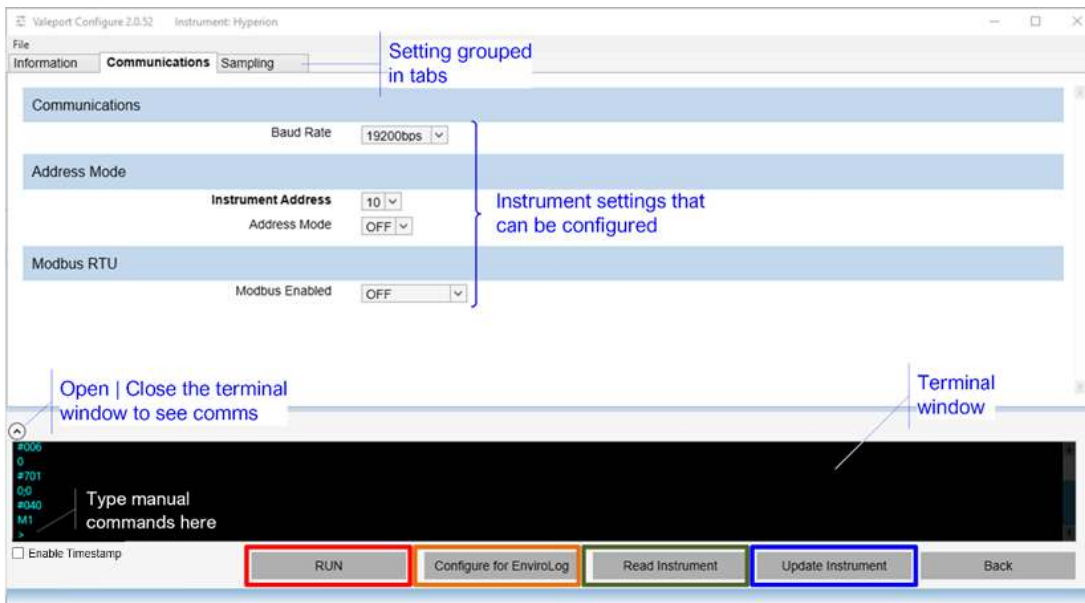 Valeport Configure 2.0.52 Instrument: Hyperion
File
Information Communications Sampling
Setting grouped
in tabs
Communications
Baud Rate 19200bps
Address Mode
Instrument Address 10
Address Mode OFF
Instrument settings that
can be configured
Modbus RTU
Modbus Enabled OFF
Open | Close the terminal
window to see comms
Terminal
window
#006
0
#701
0;0
#040
M1
>
Type manual
commands here
Enable Timestamp
RUN Configure for EnviroLog Read Instrument Update Instrument Back